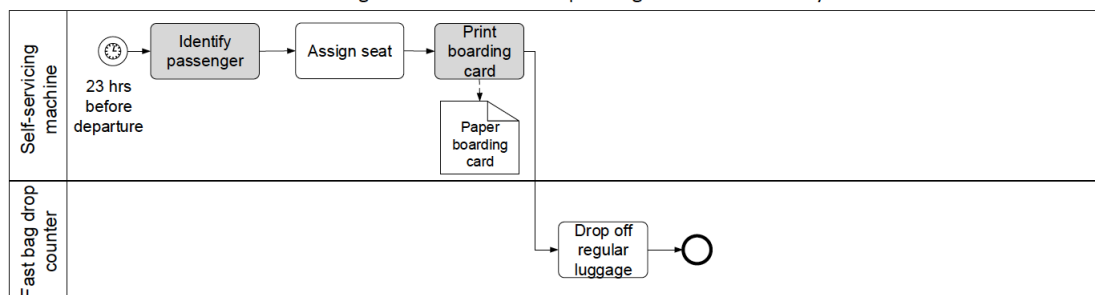 Self-servicing
machine
23 hrs
before
departure
Identify
passenger
Assign seat
Print
boarding
card
Paper
boarding
card
Fast bag drop
counter
Drop off
regular
luggage